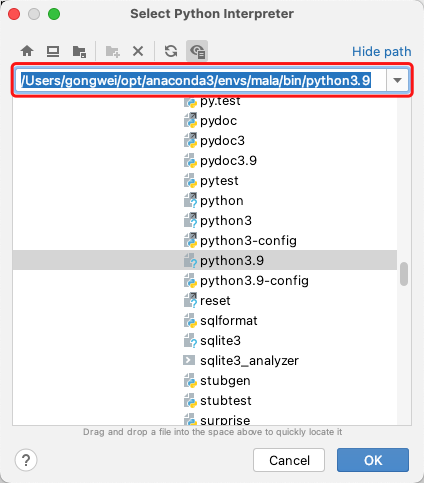 Select Python Interpreter
Hide path
/Users/gongwei/opt/anaconda3/envs/mala/bin/python3.9
py.test
pydoc
pydoc3
pydoc3.9
pytest
python
python3
python3-config
python3.9
python3.9-config
reset
sqlformat
sqlite3
sqlite3_analyzer
stubgen
stubtest
surprise
Drag and drop a file into the space above to quickly locate it
?
Cancel
OK